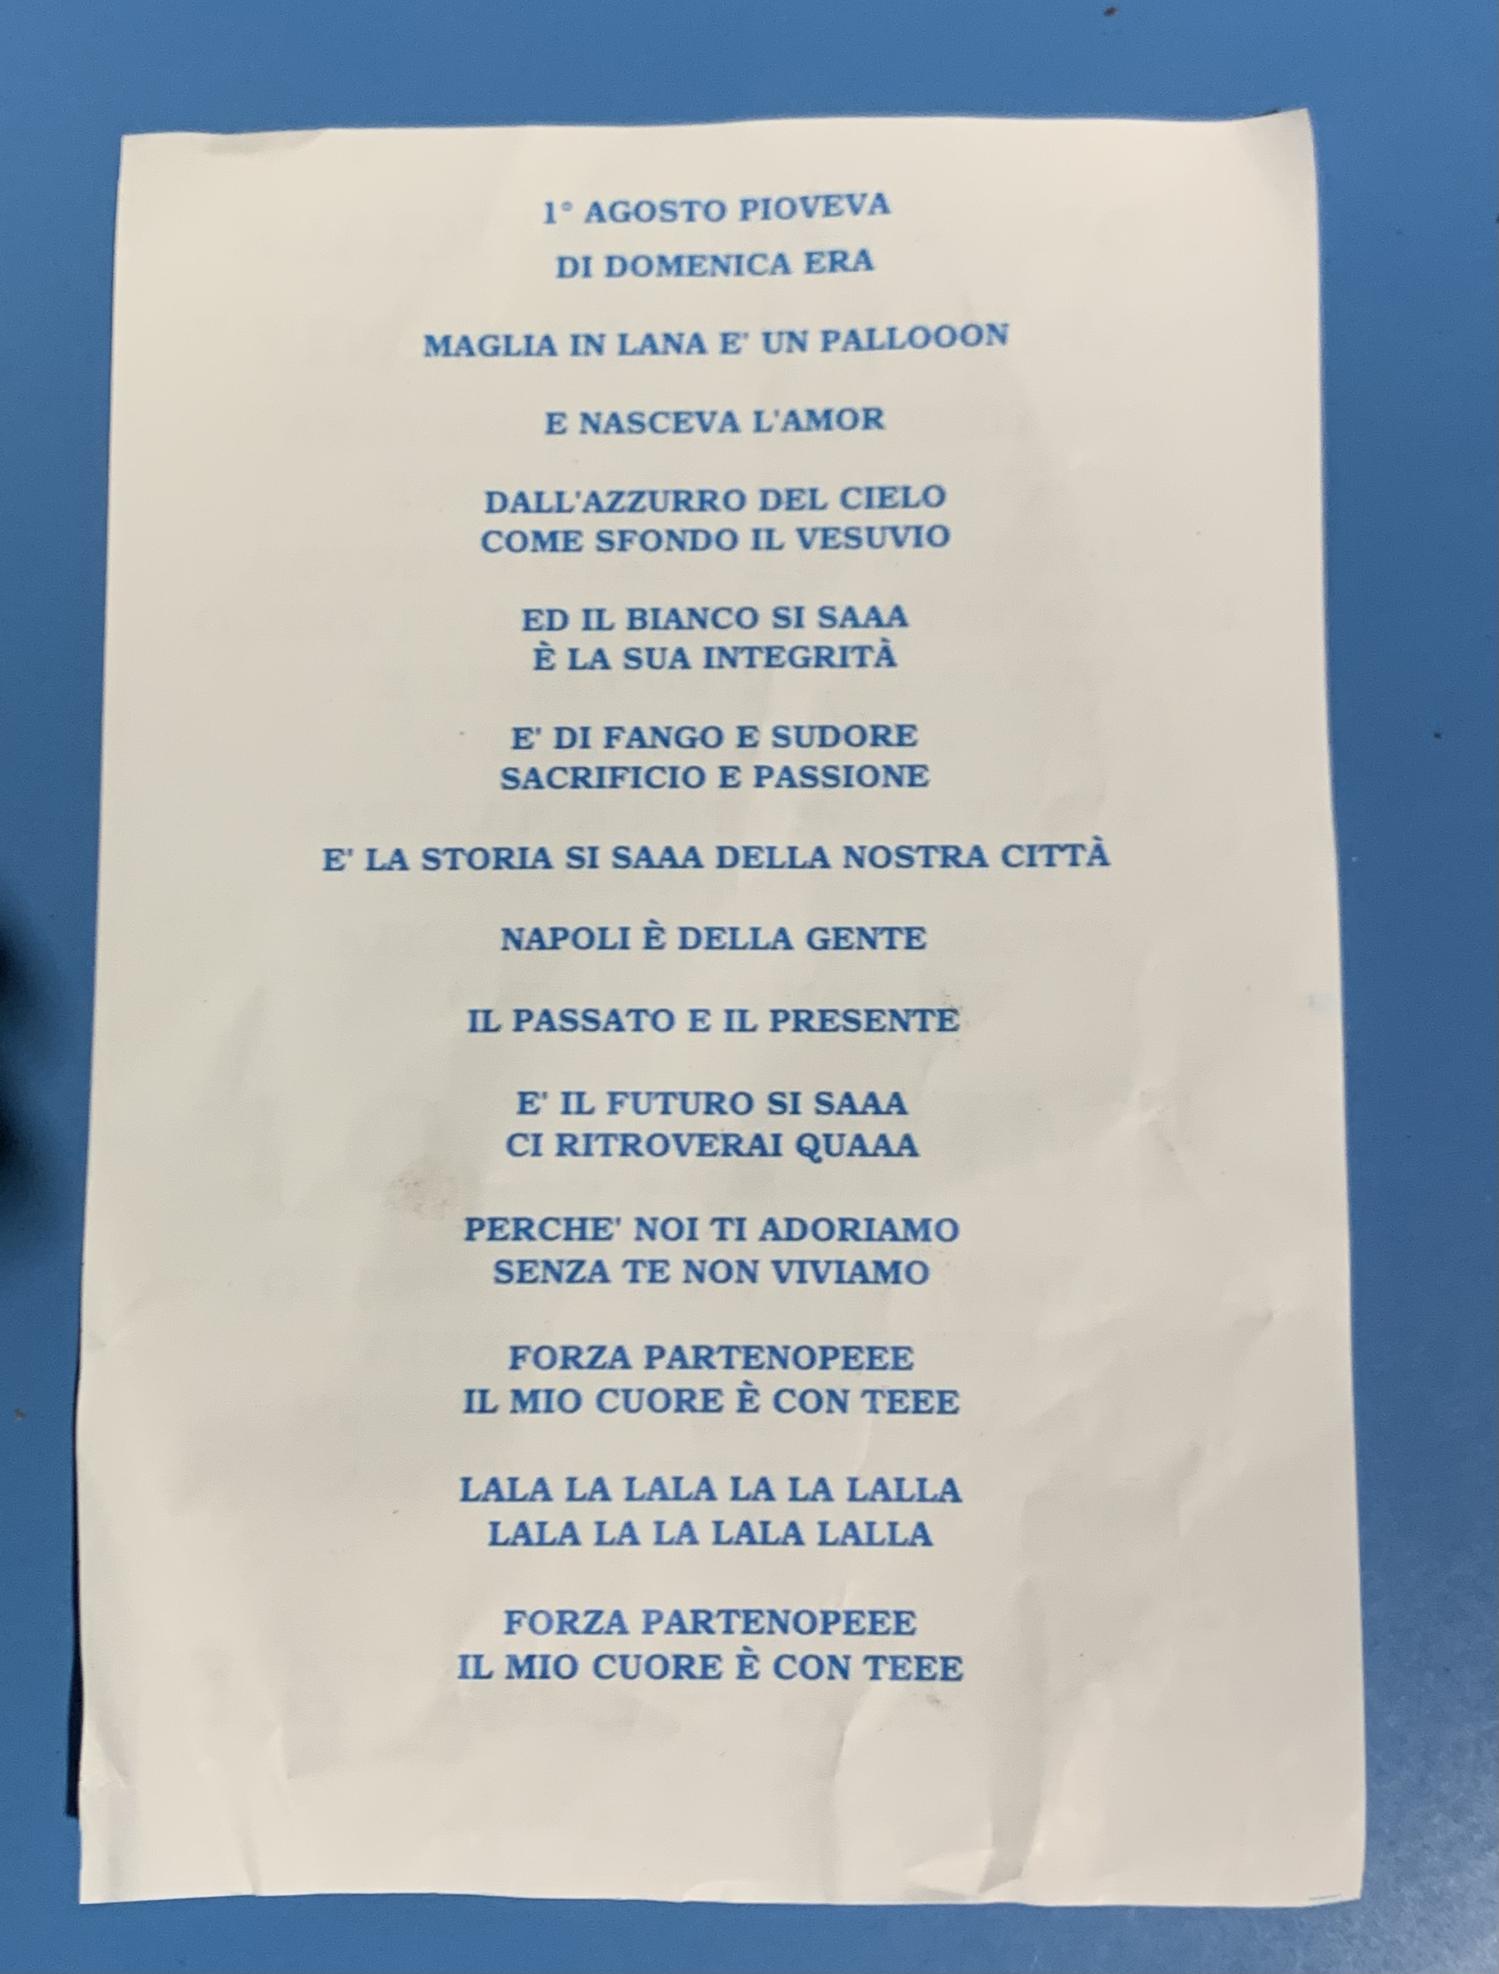 1° AGOSTO PIOVEVA
DI DOMENICA ERA
MAGLIA IN LANA E' UN PALLOOON
E NASCEVA L'AMOR
DALL'AZZURRO DEL CIELO
COME SFONDO IL VESUVIO
ED IL BIANCO SI SAAA
È LA SUA INTEGRITÀ
E' DI FANGO E SUDORE
SACRIFICIO E PASSIONE
E' LA STORIA SI SAAA DELLA NOSTRA CITTÀ
NAPOLI È DELLA GENTE
IL PASSATO E IL PRESENTE
E' IL FUTURO SI SAAA
CI RITROVERAI QUAAA
PERCHE' NOI TI ADORIAMO
SENZA TE NON VIVIAMO
FORZA PARTENOPEEE
IL MIO CUORE È CON TEEE
LALA LA LALA LA LA LALLA
LALA LA LA LALA LALLA
FORZA PARTENOPEEE
IL MIO CUORE È CON TEEE